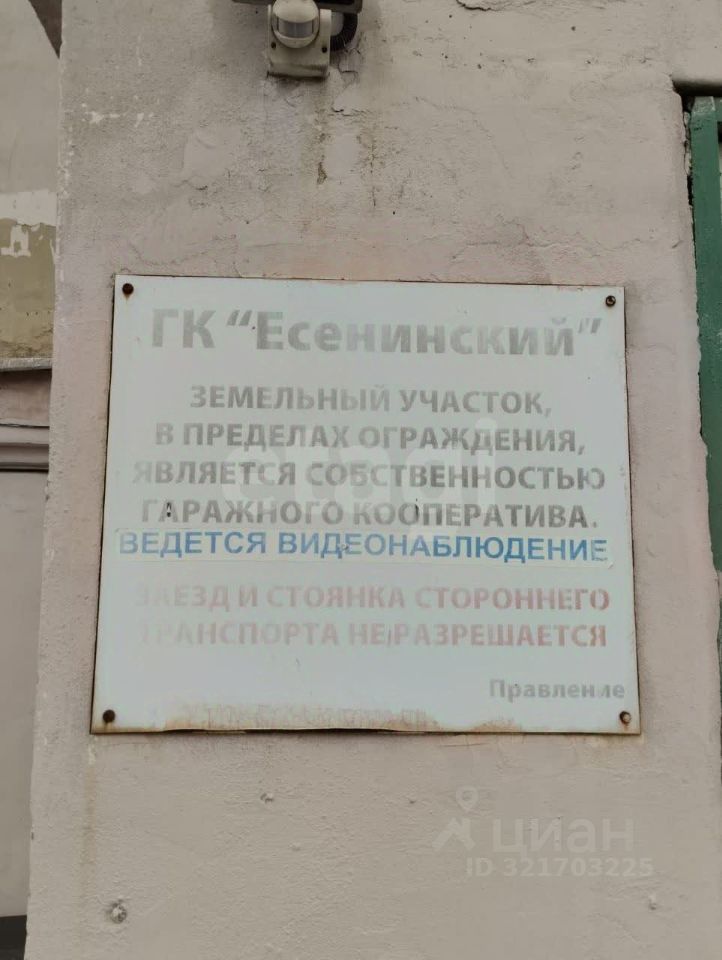 ГК "Есенинский"
ЗЕМЕЛЬНЫЙ УЧАСТОК,
В ПРЕДЕЛАХ ОГРАЖДЕНИЯ,
ЯВЛЯЕТСЯ СОБСТВЕННОСТЬЮ
ГАРАЖНОГО КООПЕРАТИВА.
ВЕДЕТСЯ ВИДЕОНАБЛЮДЕНИЕ
ЗАЕЗД И СТОЯНКА СТОРОННЕГО
ТРАНСПОРТА НЕ РАЗРЕШАЕТСЯ
Правление
циан
ID 321703225